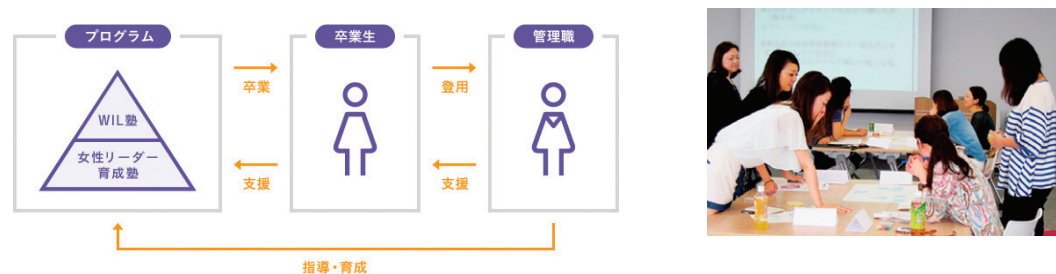 プログラム
卒業生
管理職
卒業
登用
WIL塾
女性リーダー
育成塾
支援
支援
指導・育成